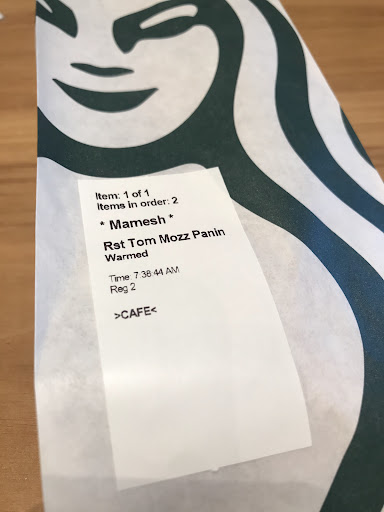 Item: 1 of 1
Items in order: 2
* Mamesh *
Rst Tom Mozz Panin
Warmed
Time: 7:38:44 AM
Reg 2
>CAFE<